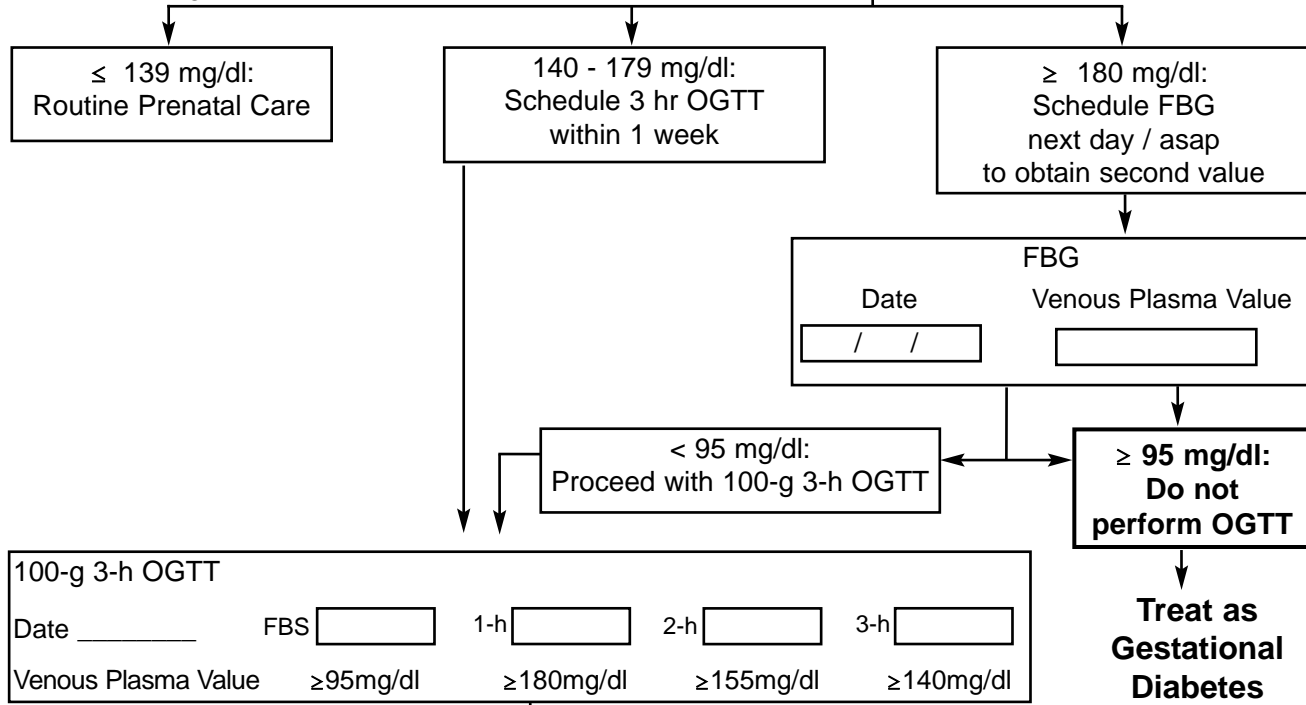 ≤ 139 mg/dl:
Routine Prenatal Care
140 - 179 mg/dl:
Schedule 3 hr OGTT
within 1 week
≥ 180 mg/dl:
Schedule FBG
next day / asap
to obtain second value
FBG
Date Venous Plasma Value
/ /
< 95 mg/dl:
Proceed with 100-g 3-h OGTT
≥ 95 mg/dl:
Do not
perform OGTT
Treat as
Gestational
Diabetes
100-g 3-h OGTT
Date ________ FBS 1-h 2-h 3-h
Venous Plasma Value ≥95mg/dl ≥180mg/dl ≥155mg/dl ≥140mg/dl